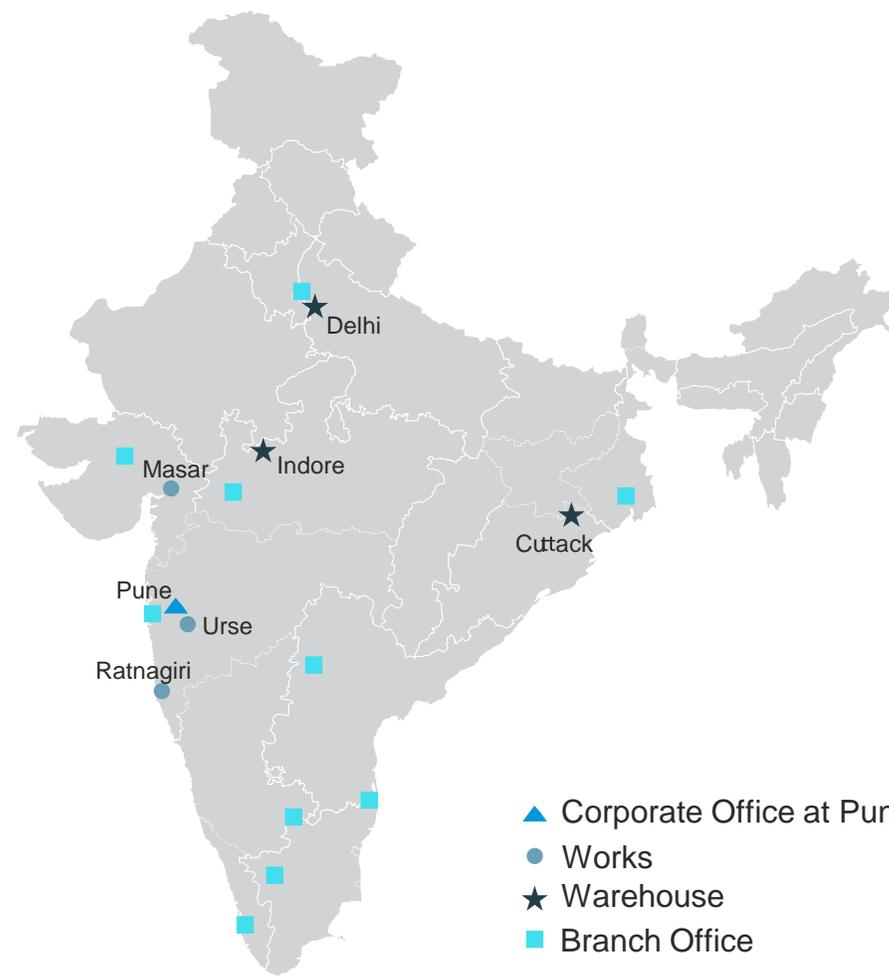 Delhi
Masar
Indore
Cuttack
Pune
Urse
Ratnagiri
Corporate Office at Pun
Works
Warehouse
Branch Office